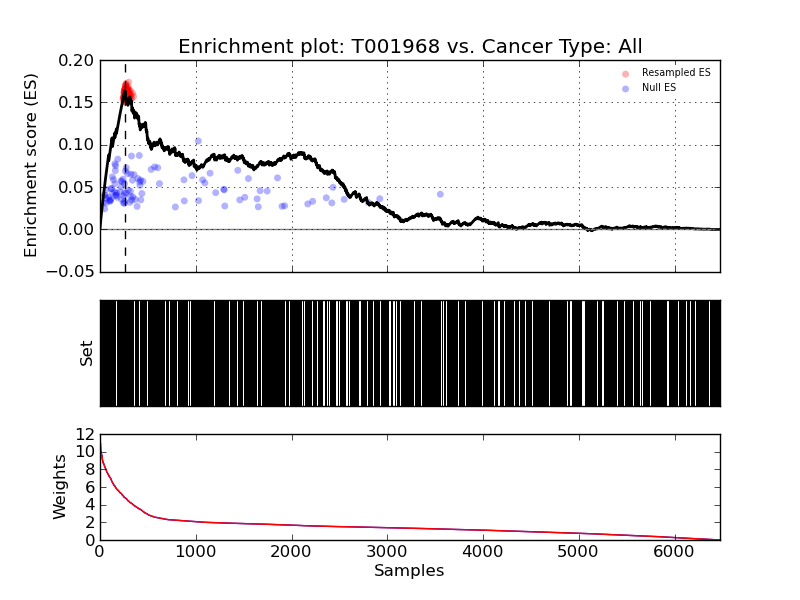 Enrichment plot: T001968 vs. Cancer Type: All
Enrichment score (ES)
0.20
0.15
0.10
0.05
0.00
−0.05
Resampled ES
Null ES
Set
Weights
12
10
8
6
4
2
0
0 1000 2000 3000 4000 5000 6000
Samples